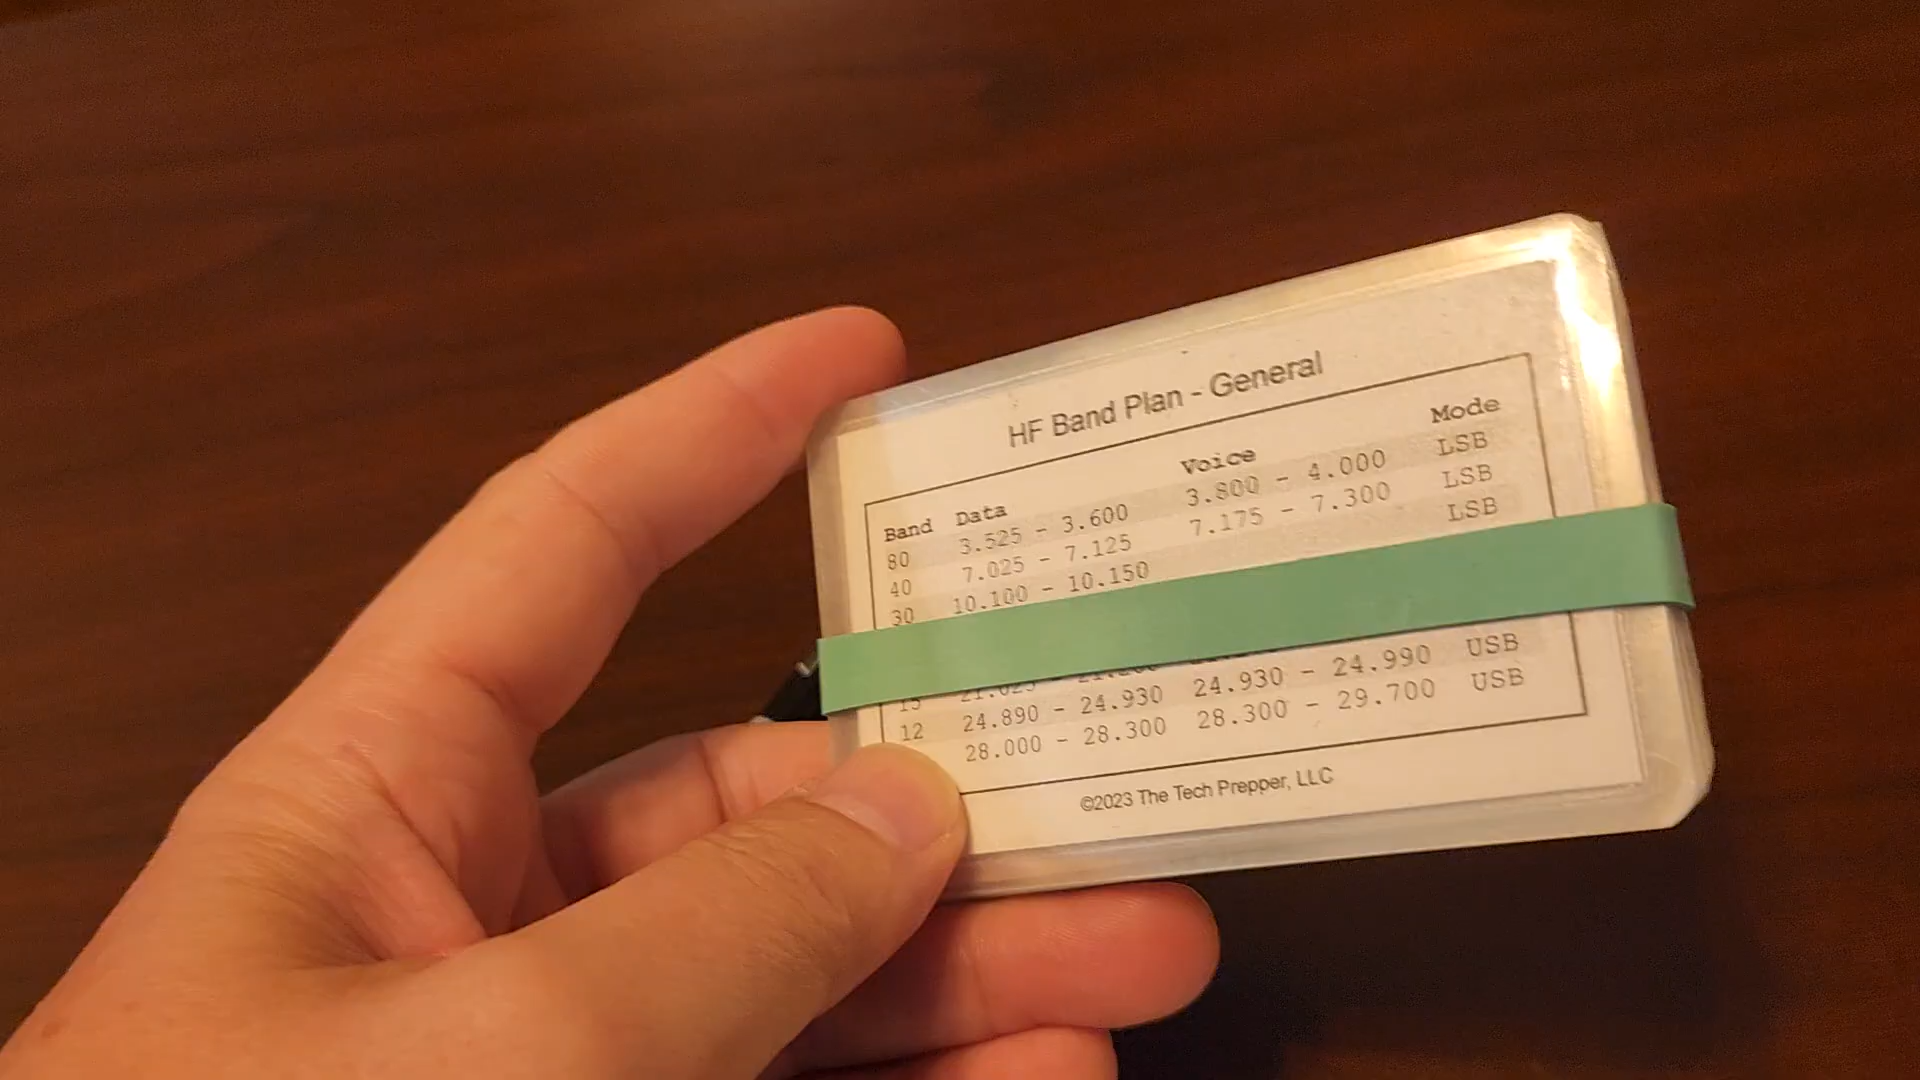 HF Band Plan - General
Band Data Voice Mode
80 3.525 - 3.600 3.800 - 4.000 LSB
40 7.025 - 7.125 7.175 - 7.300 LSB
30 10.100 - 10.150 LSB
15 21.025 - USB
12 24.890 - 24.930 24.930 - 24.990 USB
28.000 - 28.300 28.300 - 29.700
©2023 The Tech Prepper, LLC